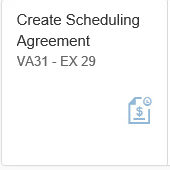 Create Scheduling
Agreement
VA31 - EX 29
$